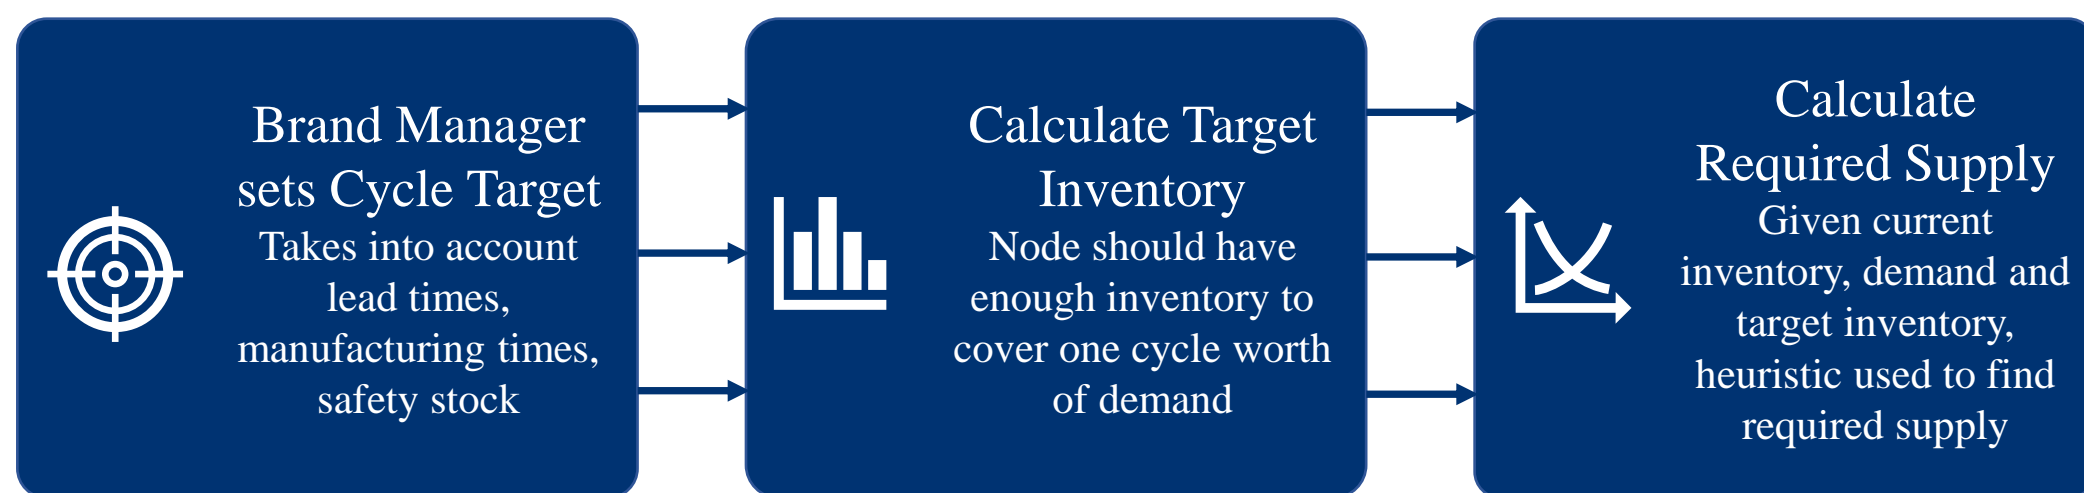 Brand Manager
sets Cycle Target
Takes into account
lead times,
manufacturing times,
safety stock
Calculate Target
Inventory
Node should have
enough inventory to
cover one cycle worth
of demand
Calculate
Required Supply
Given current
inventory, demand and
target inventory,
heuristic used to find
required supply